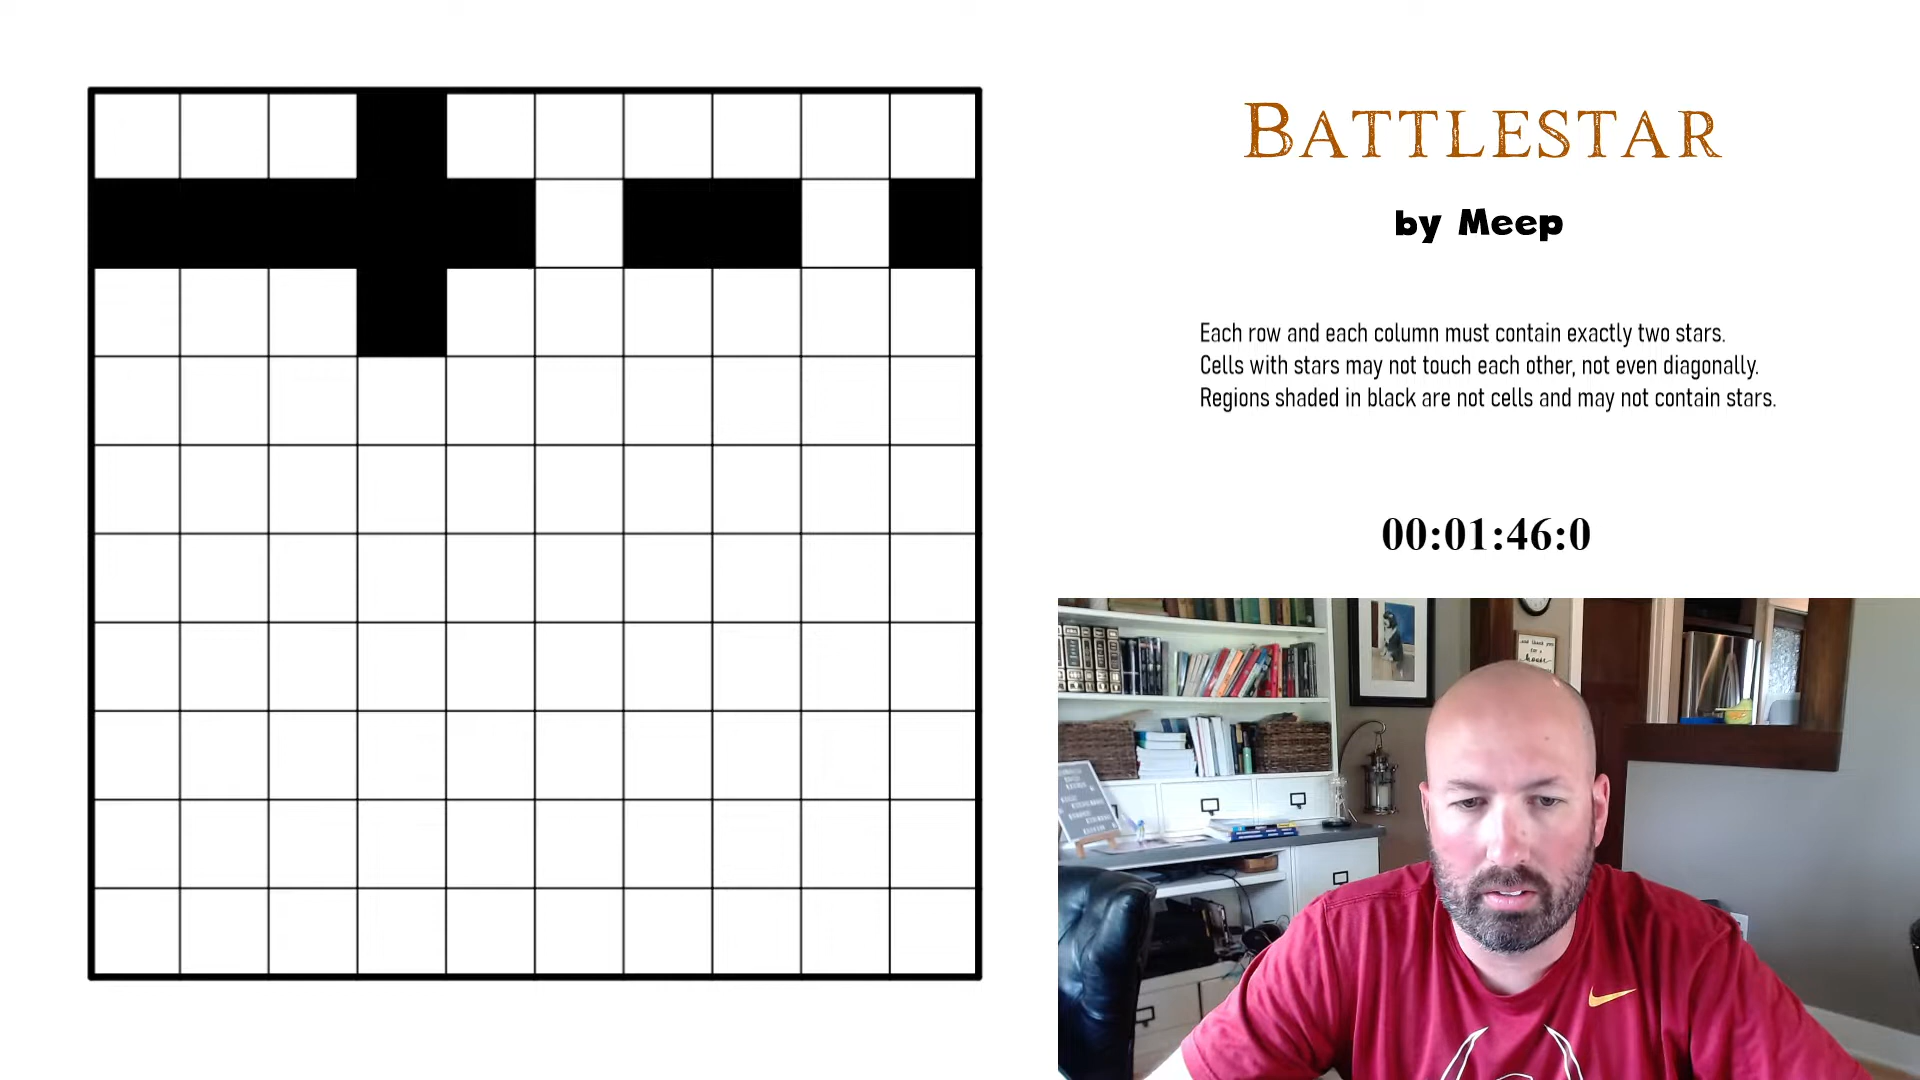 BATTLESTAR
by Meep
Each row and each column must contain exactly two stars.
Cells with stars may not touch each other, not even diagonally.
Regions shaded in black are not cells and may not contain stars.
00:01:46:0